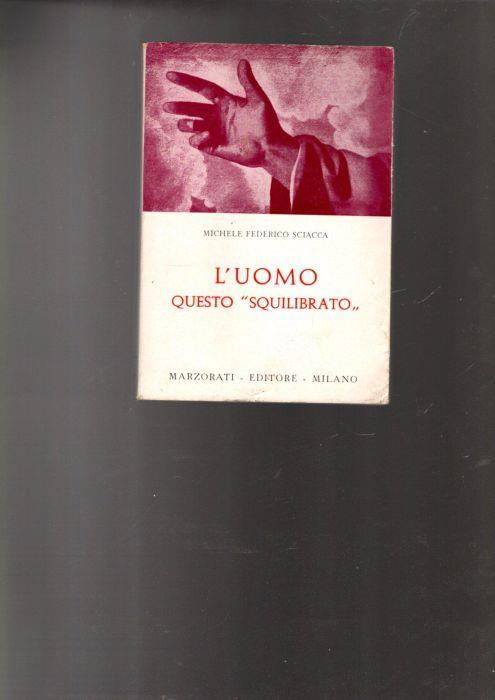 MICHELE FEDERICO SCIACCA
L'UOMO
QUESTO "SQUILIBRATO„
MARZORATI - EDITORE - MILANO